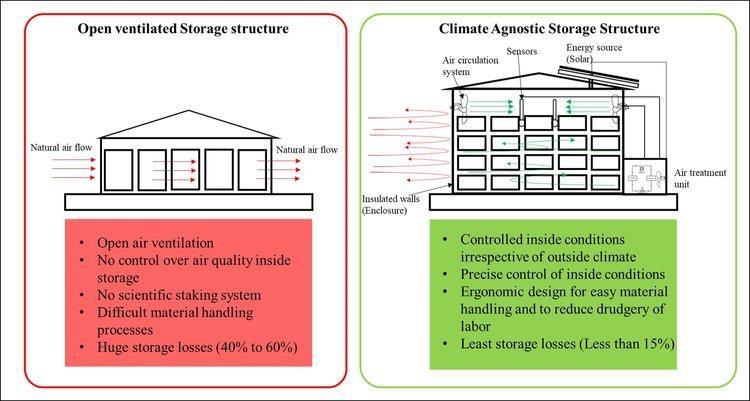 Open ventilated Storage structure
Natural air flow
Natural air flow
• Open air ventilation
• No control over air quality inside
storage
• No scientific staking system
• Difficult material handling
processes
• Huge storage losses (40% to 60%)
Climate Agnostic Storage Structure
Air circulation
system
Sensors
Energy source
(Solar)
Insulated walls
(Enclosure)
Air treatment
unit
• Controlled inside conditions
irrespective of outside climate
• Precise control of inside conditions
• Ergonomic design for easy material
handling and to reduce drudgery of
labor
• Least storage losses (Less than 15%)